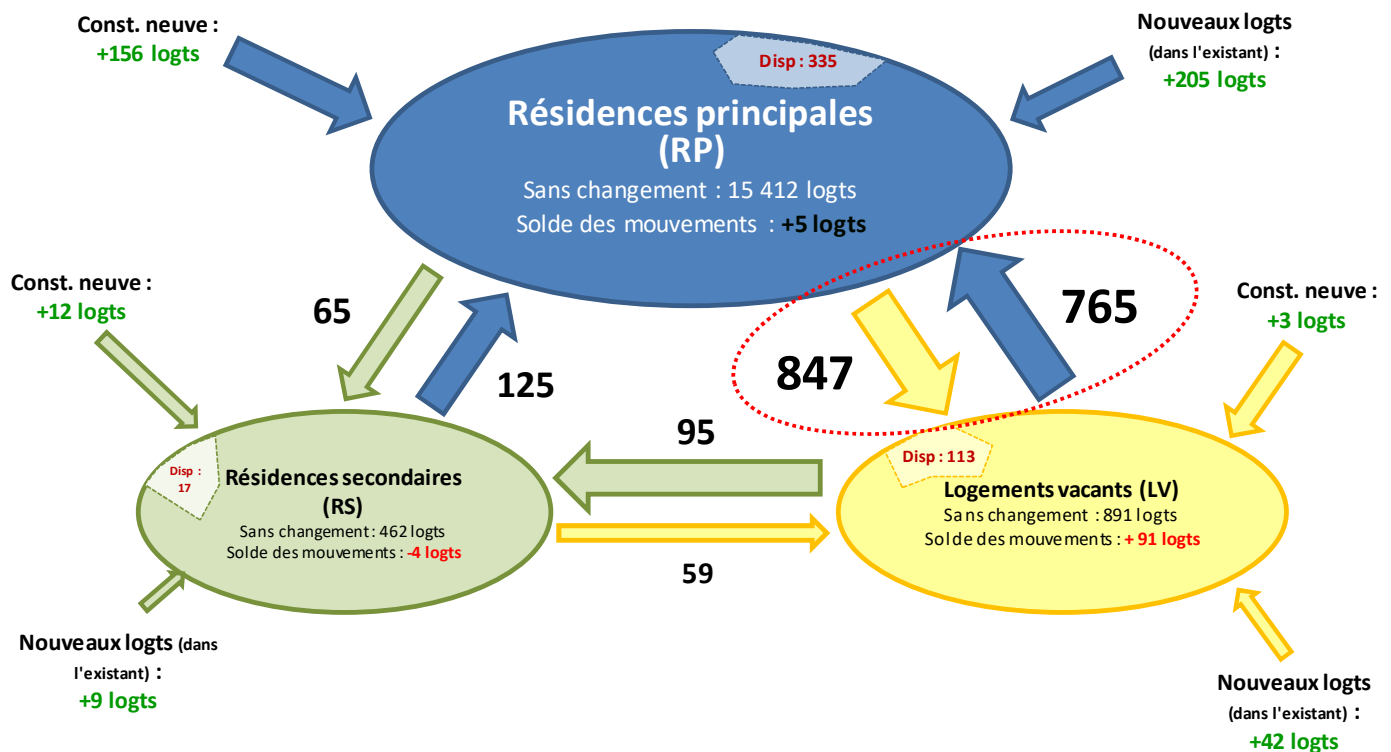 Const. neuve :
+156 logts
Nouveaux logts
(dans l'existant) :
+205 logts
Disp : 335
Résidences principales
(RP)
Sans changement : 15 412 logts
Solde des mouvements : +5 logts
Const. neuve :
+12 logts
65
125
847
765
Const. neuve :
+3 logts
95
59
Disp :
17
Résidences secondaires
(RS)
Sans changement : 462 logts
Solde des mouvements : -4 logts
Disp : 113
Logements vacants (LV)
Sans changement : 891 logts
Solde des mouvements : + 91 logts
Nouveaux logts (dans
l'existant) :
+9 logts
Nouveaux logts
(dans l'existant) :
+42 logts